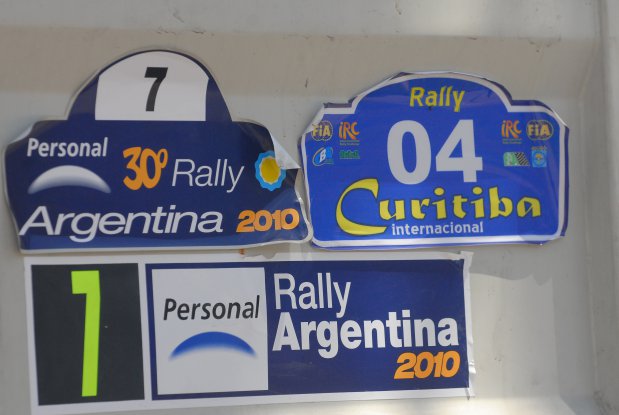 7
Personal
30º Rally
Argentina 2010
Rally
FIA IRC
04
IRC FIA
Curitiba
internacional
7
Personal
Rally
Argentina
2010